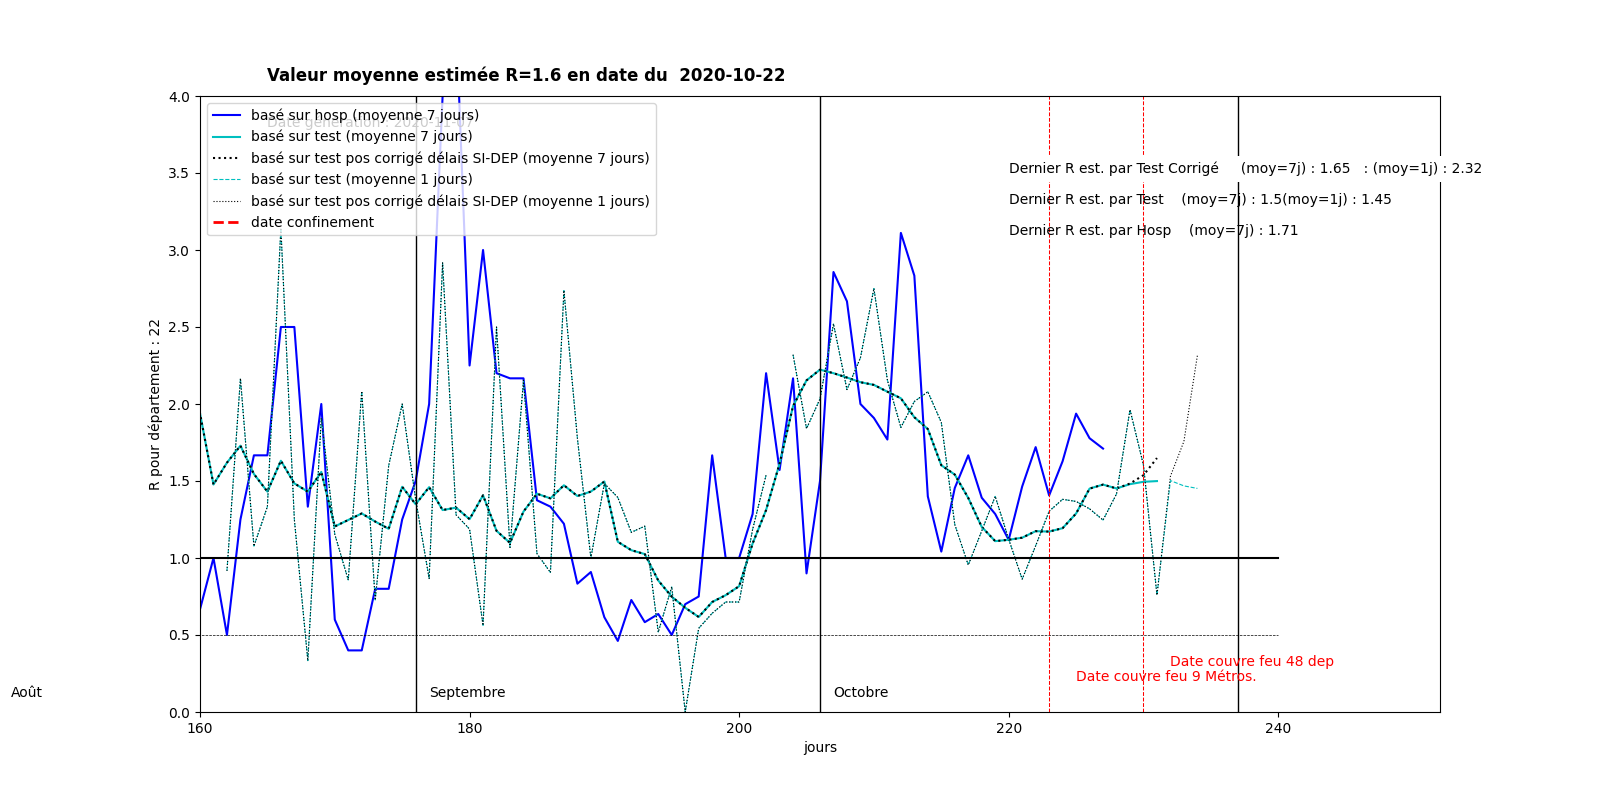 Valeur moyenne estimée R=1.6 en date du  2020-10-22
4.0
3.5
3.0
2.5
2.0
1.5
1.0
0.5
0.0
R pour département : 22
basé sur hosp (moyenne 7 jours)
Date génération : 2020-11-07
basé sur test (moyenne 7 jours)
basé sur test pos corrigé délais SI-DEP (moyenne 7 jours)
basé sur test (moyenne 1 jours)
basé sur test pos corrigé délais SI-DEP (moyenne 1 jours)
date confinement
Dernier R est. par Test Corrigé     (moy=7j) : 1.65   : (moy=1j) : 2.32
Dernier R est. par Test    (moy=7j) : 1.5(moy=1j) : 1.45
Dernier R est. par Hosp    (moy=7j) : 1.71
Date couvre feu 48 dep
Date couvre feu 9 Métros.
Août
Septembre
Octobre
160
180
200
220
240
jours